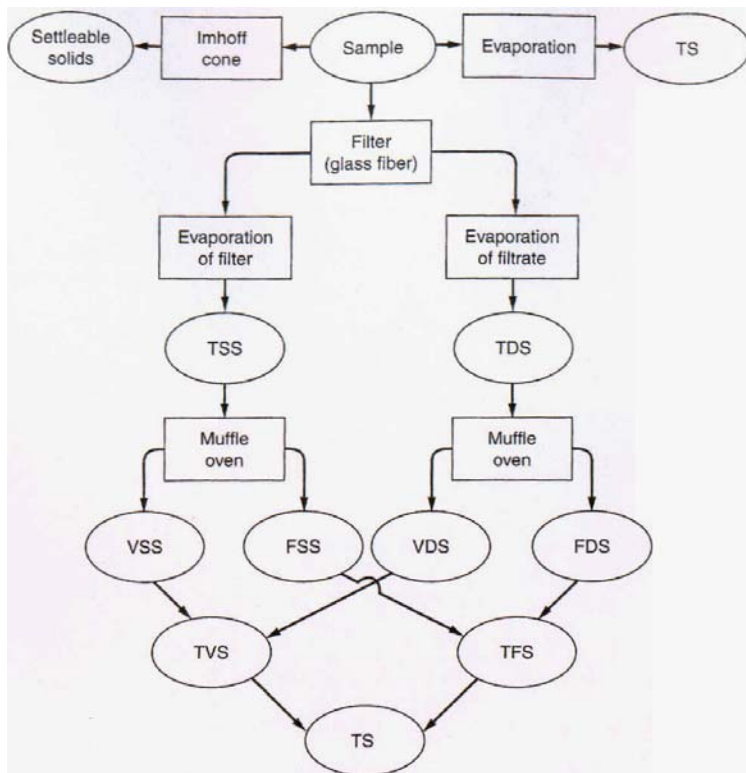 Settleable
solids
Imhoff
cone
Sample
Evaporation
TS
Filter
(glass fiber)
Evaporation
of filter
Evaporation
of filtrate
TSS
TDS
Muffle
oven
Muffle
oven
VSS
FSS
VDS
FDS
TVS
TFS
TS